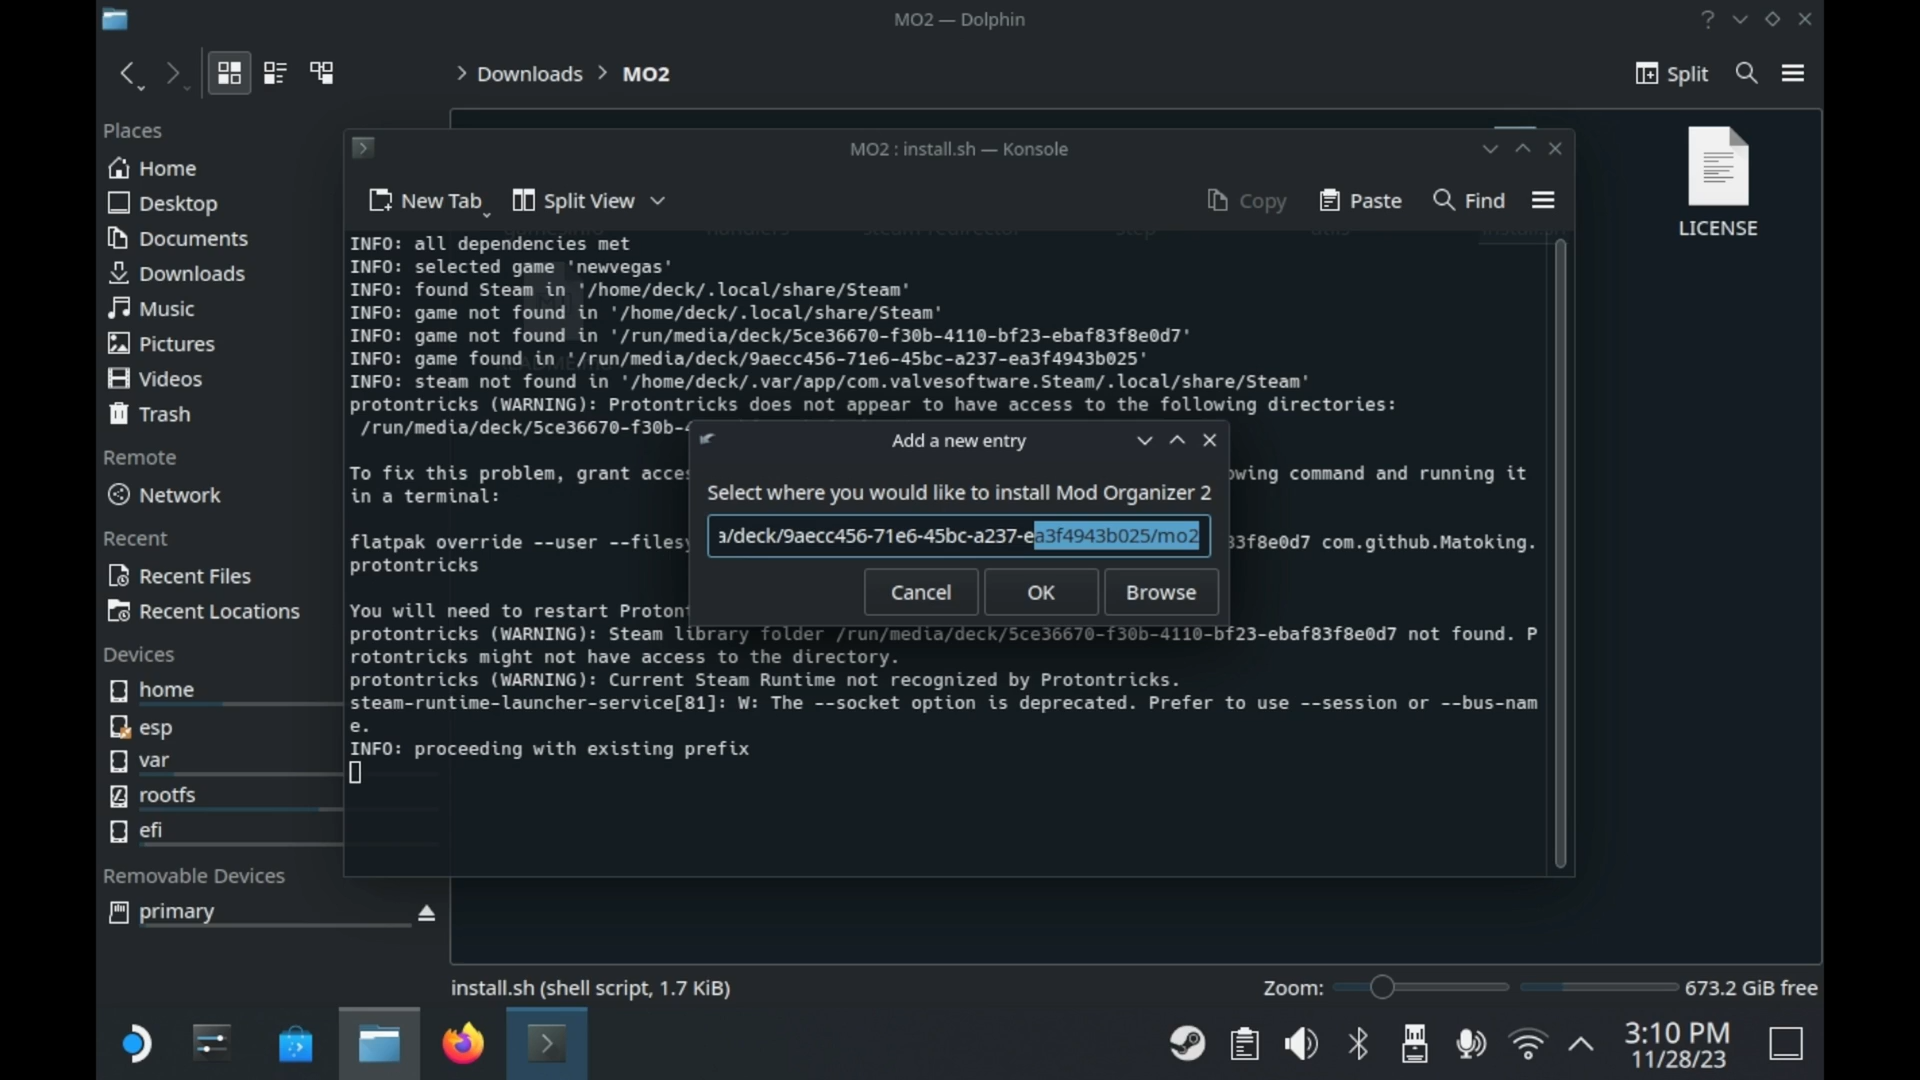 MO2 — Dolphin
Downloads
MO2
Split
Places
Home
Desktop
Documents
Downloads
Music
Pictures
Videos
Trash
Remote
Network
Recent
Recent Files
Recent Locations
Devices
home
esp
var
rootfs
efi
Removable Devices
primary
LICENSE
MO2 : install.sh — Konsole
New Tab
Split View
Copy
Paste
Find
INFO: all dependencies met
INFO: selected game 'newvegas'
INFO: found Steam in '/home/deck/.local/share/Steam'
INFO: game not found in '/home/deck/.local/share/Steam'
INFO: game not found in '/run/media/deck/5ce36670-f30b-4110-bf23-ebaf83f8e0d7'
INFO: game found in '/run/media/deck/9aecc456-71e6-45bc-a237-ea3f4943b025'
INFO: steam not found in '/home/deck/.var/app/com.valvesoftware.Steam/.local/share/Steam'
protontricks (WARNING): Protontricks does not appear to have access to the following directories:
/run/media/deck/5ce36670-f30b-
To fix this problem, grant acces owing command and running it
in a terminal:
flatpak override --user --filesy 3f8e0d7 com.github.Matoking.
protontricks
You will need to restart Proton
protontricks (WARNING): Steam library folder /run/media/deck/5ce36670-f30b-4110-bf23-ebaf83f8e0d7 not found. P
rotontricks might not have access to the directory.
protontricks (WARNING): Current Steam Runtime not recognized by Protontricks.
steam-runtime-launcher-service[81]: W: The --socket option is deprecated. Prefer to use --session or --bus-nam
e.
INFO: proceeding with existing prefix
Add a new entry
Select where you would like to install Mod Organizer 2
a/deck/9aecc456-71e6-45bc-a237-ea3f4943b025/mo2
Cancel
OK
Browse
install.sh (shell script, 1.7 KiB)
Zoom:
673.2 GiB free
3:10 PM
11/28/23